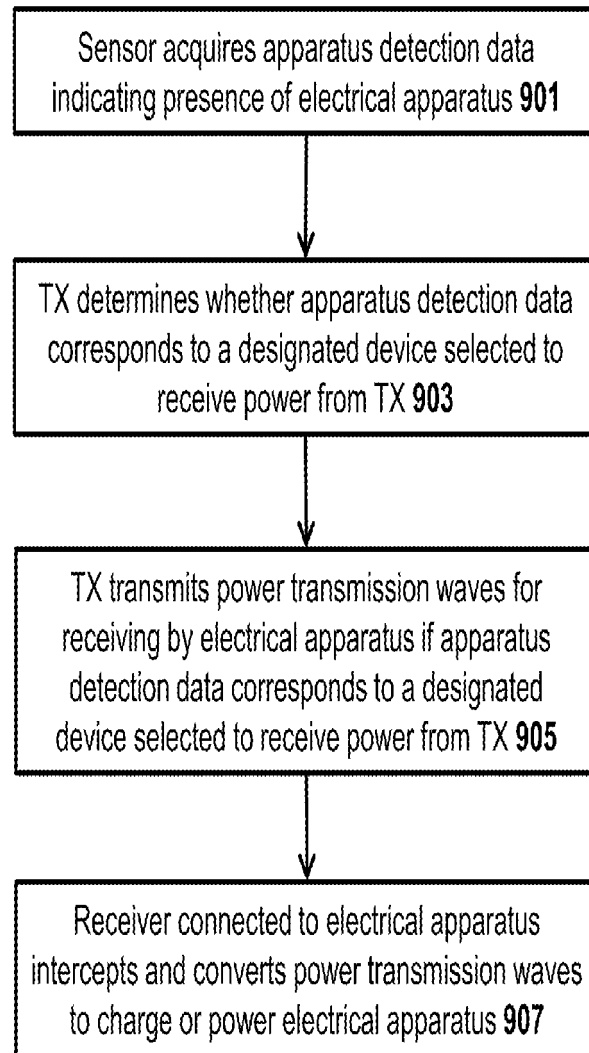 Sensor acquires apparatus detection data
indicating presence of electrical apparatus 901
TX determines whether apparatus detection data
corresponds to a designated device selected to
receive power from TX 903
TX transmits power transmission waves for
receiving by electrical apparatus if apparatus
detection data corresponds to a designated
device selected to receive power from TX 905
Receiver connected to electrical apparatus
intercepts and converts power transmission waves
to charge or power electrical apparatus 907